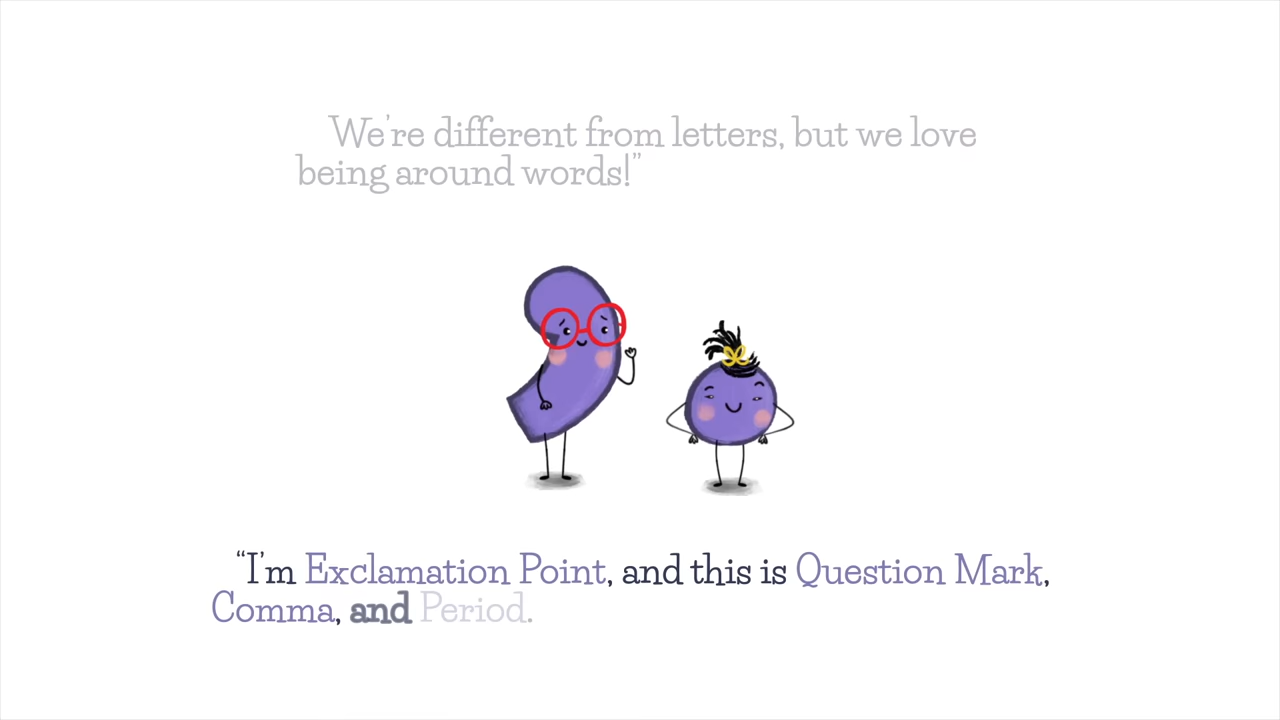 We're different from letters, but we love
being around words!”
“I'm Exclamation Point, and this is Question Mark,
Comma, and Period.